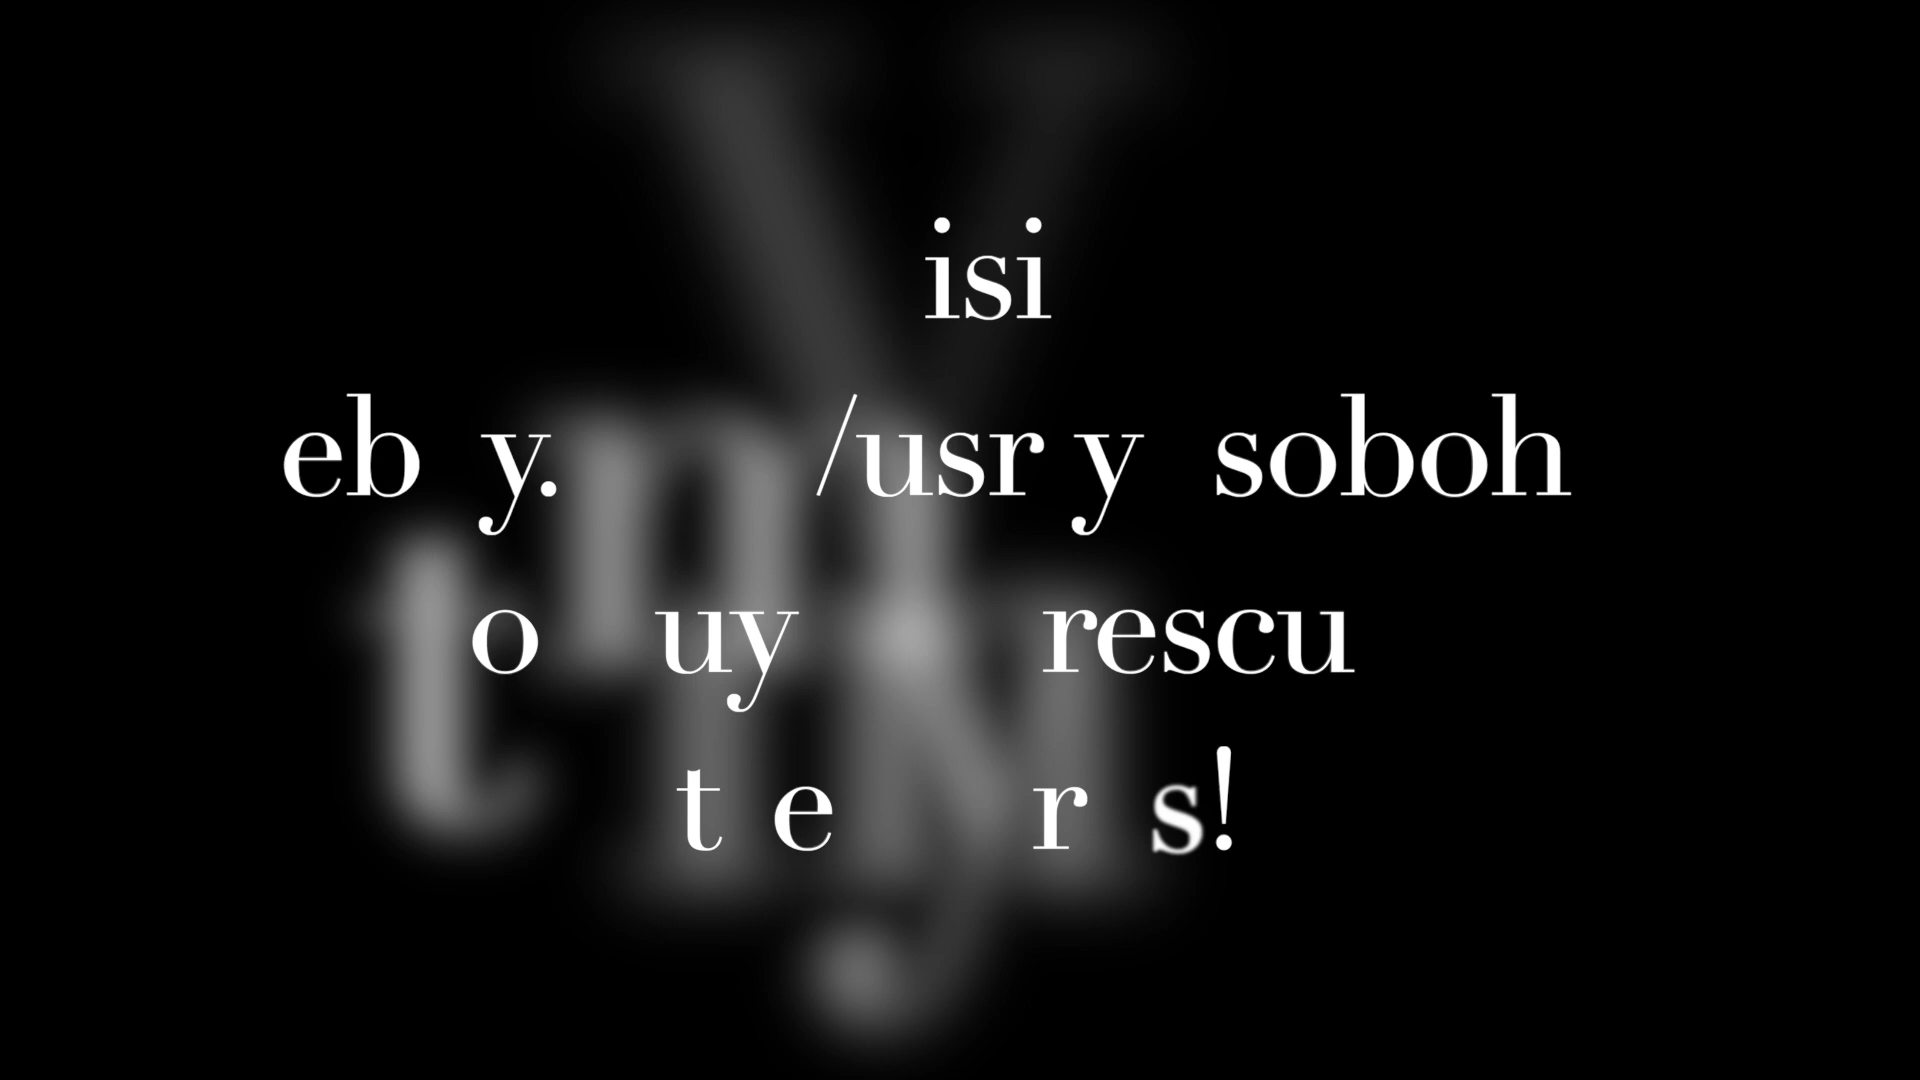 isi
eb y. /usr y soboh
o uy rescu
t e r s!